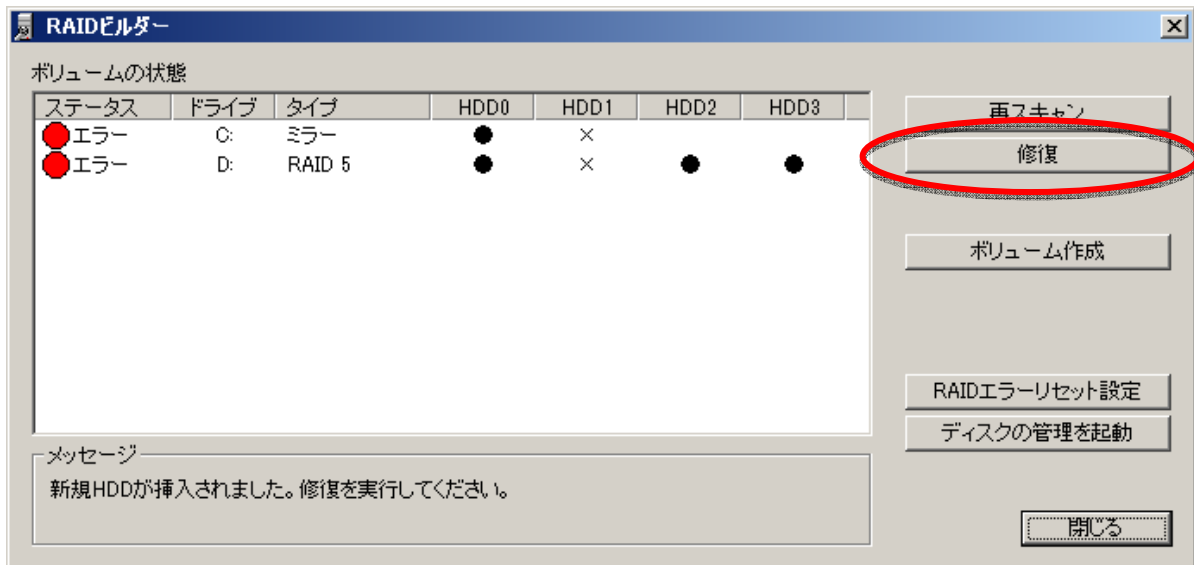 RAIDビルダー
ボリュームの状態
ステータス ドライブ タイプ HDD0 HDD1 HDD2 HDD3
エラー C: ミラー ● ×
エラー D: RAID 5 ● × ● ●
再スキャン
修復
ボリューム作成
RAIDエラーリセット設定
ディスクの管理を起動
メッセージ
新規HDDが挿入されました。修復を実行してください。
閉じる